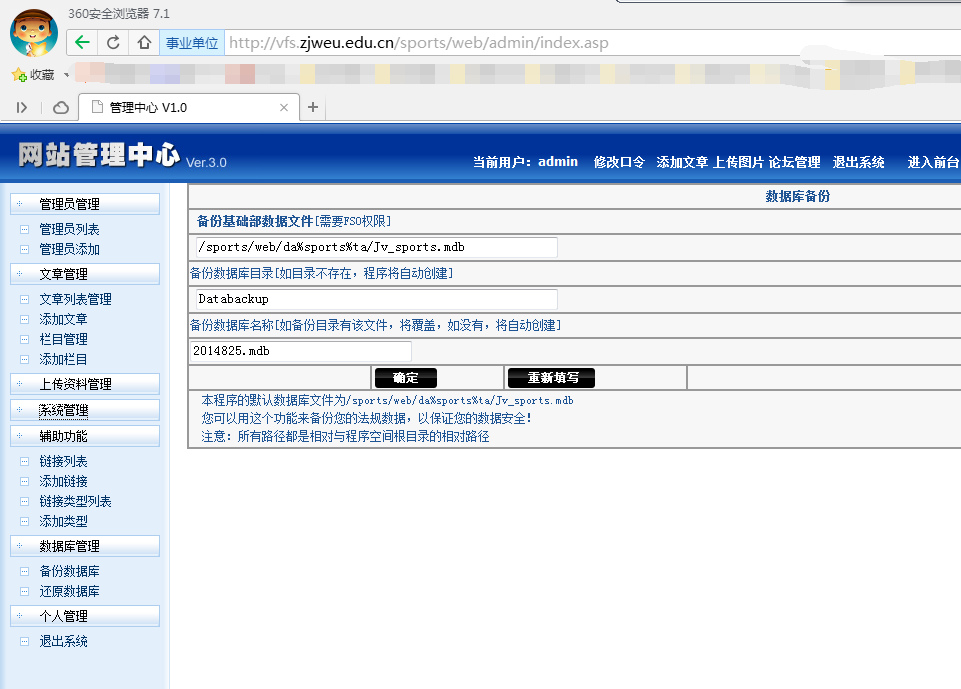 360安全浏览器 7.1
事业单位 http://vfs.zjweu.edu.cn/sports/web/admin/index.asp
收藏
管理中心 V1.0
网站管理中心 Ver.3.0
当前用户：admin 修改口令 添加文章 上传图片 论坛管理 退出系统 进入前台
管理员管理
管理员列表
管理员添加
文章管理
文章列表管理
添加文章
栏目管理
添加栏目
上传资料管理
系统管理
辅助功能
链接列表
添加链接
链接类型列表
添加类型
数据库管理
备份数据库
还原数据库
个人管理
退出系统
数据库备份
备份基础部数据文件[需要FSO权限]
/sports/web/da%sports%ta/Jv_sports.mdb
备份数据库目录[如目录不存在，程序将自动创建]
Databackup
备份数据库名称[如备份目录有该文件，将覆盖，如没有，将自动创建]
2014825.mdb
确定 重新填写
本程序的默认数据库文件为/sports/web/da%sports%ta/Jv_sports.mdb
您可以用这个功能来备份您的法规数据，以保证您的数据安全！
注意：所有路径都是相对与程序空间根目录的相对路径